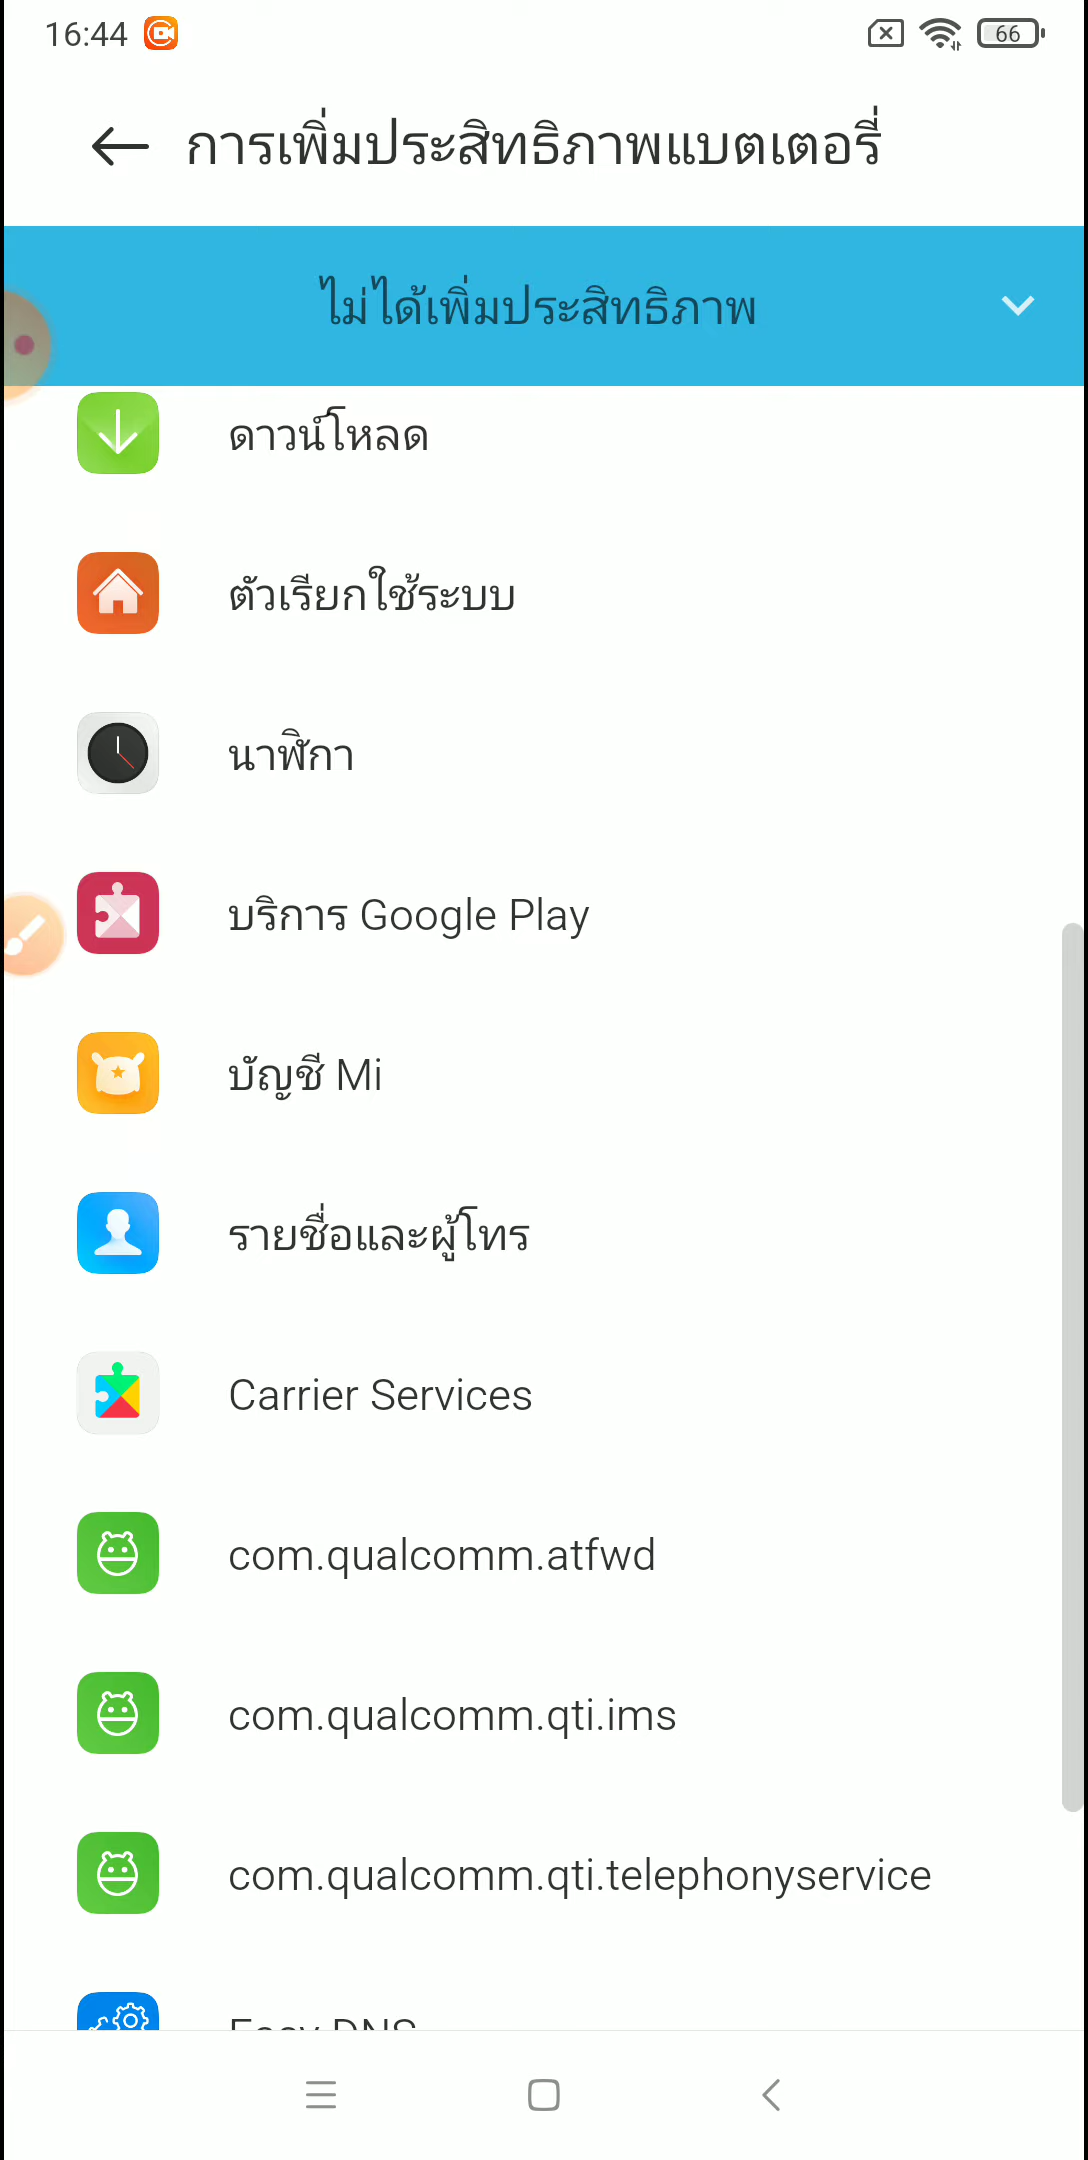 16:44
66
การเพิ่มประสิทธิภาพแบตเตอรี่
ไม่ได้เพิ่มประสิทธิภาพ
ดาวน์โหลด
ตัวเรียกใช้ระบบ
นาฬิกา
บริการ Google Play
บัญชี Mi
รายชื่อและผู้โทร
Carrier Services
com.qualcomm.atfwd
com.qualcomm.qti.ims
com.qualcomm.qti.telephonyservice
Easy DNS